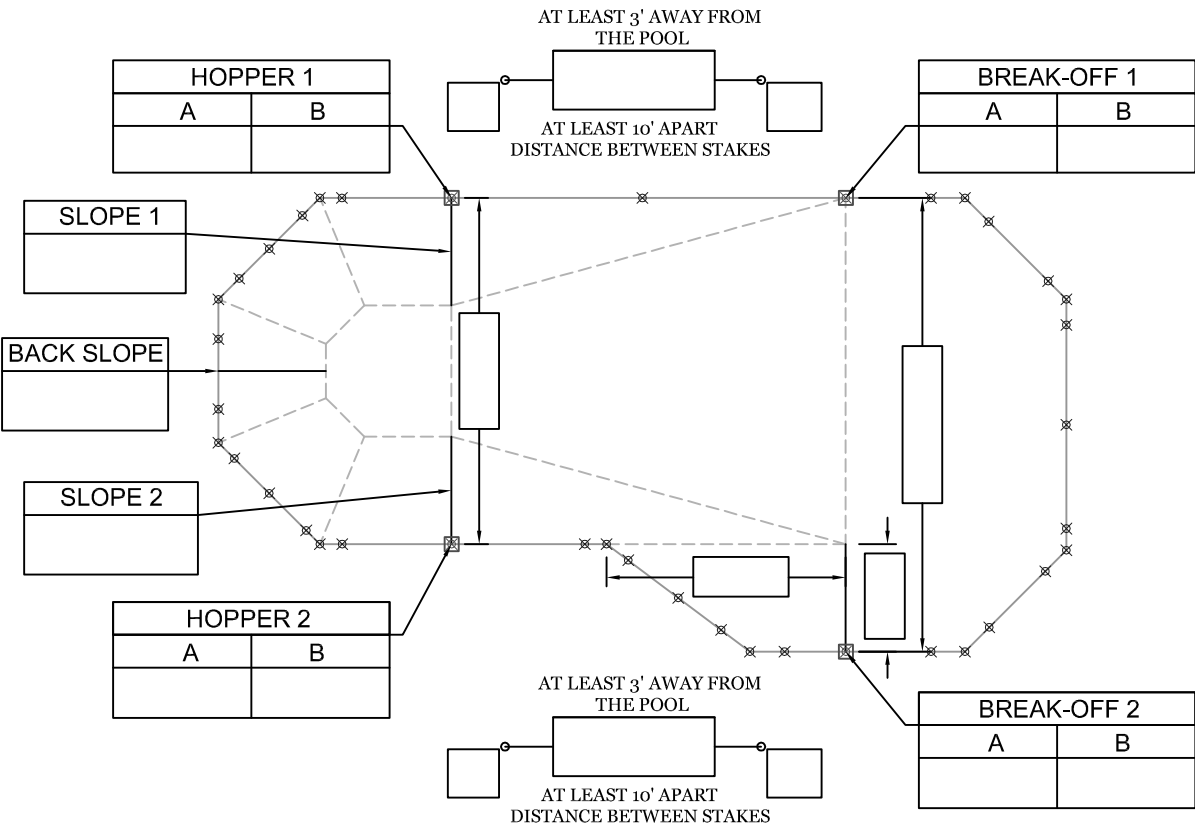 AT LEAST 3' AWAY FROM
THE POOL
HOPPER 1
A B
BREAK-OFF 1
A B
AT LEAST 10' APART
DISTANCE BETWEEN STAKES
SLOPE 1
BACK SLOPE
SLOPE 2
HOPPER 2
A B
AT LEAST 3' AWAY FROM
THE POOL
BREAK-OFF 2
A B
AT LEAST 10' APART
DISTANCE BETWEEN STAKES